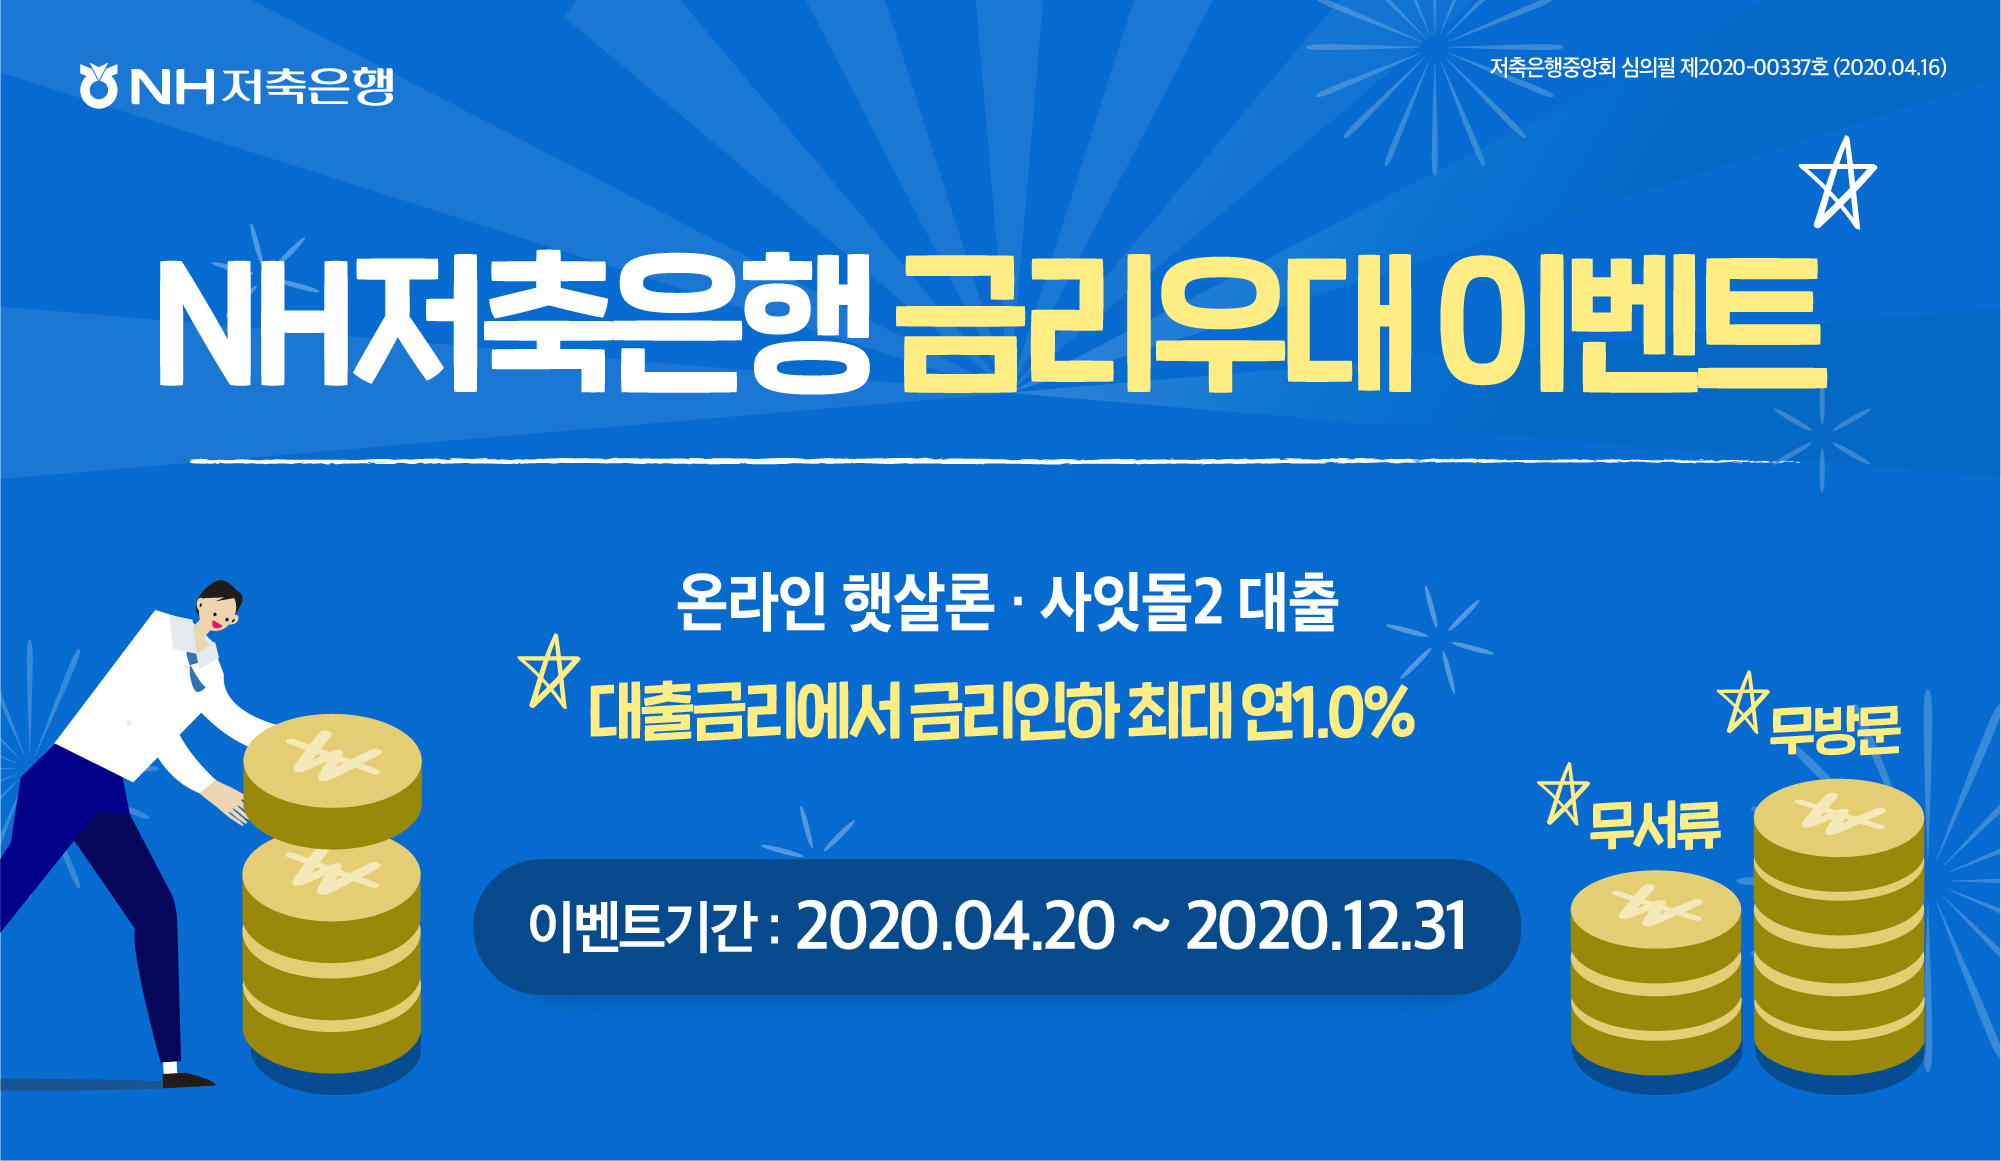 NH저축은행
저축은행중앙회 심의필 제2020-00337호 (2020.04.16)
NH저축은행 금리우대 이벤트
온라인 햇살론 · 사잇돌2 대출
대출금리에서 금리인하 최대 연1.0%
무방문
무서류
이벤트기간 : 2020.04.20 ~ 2020.12.31